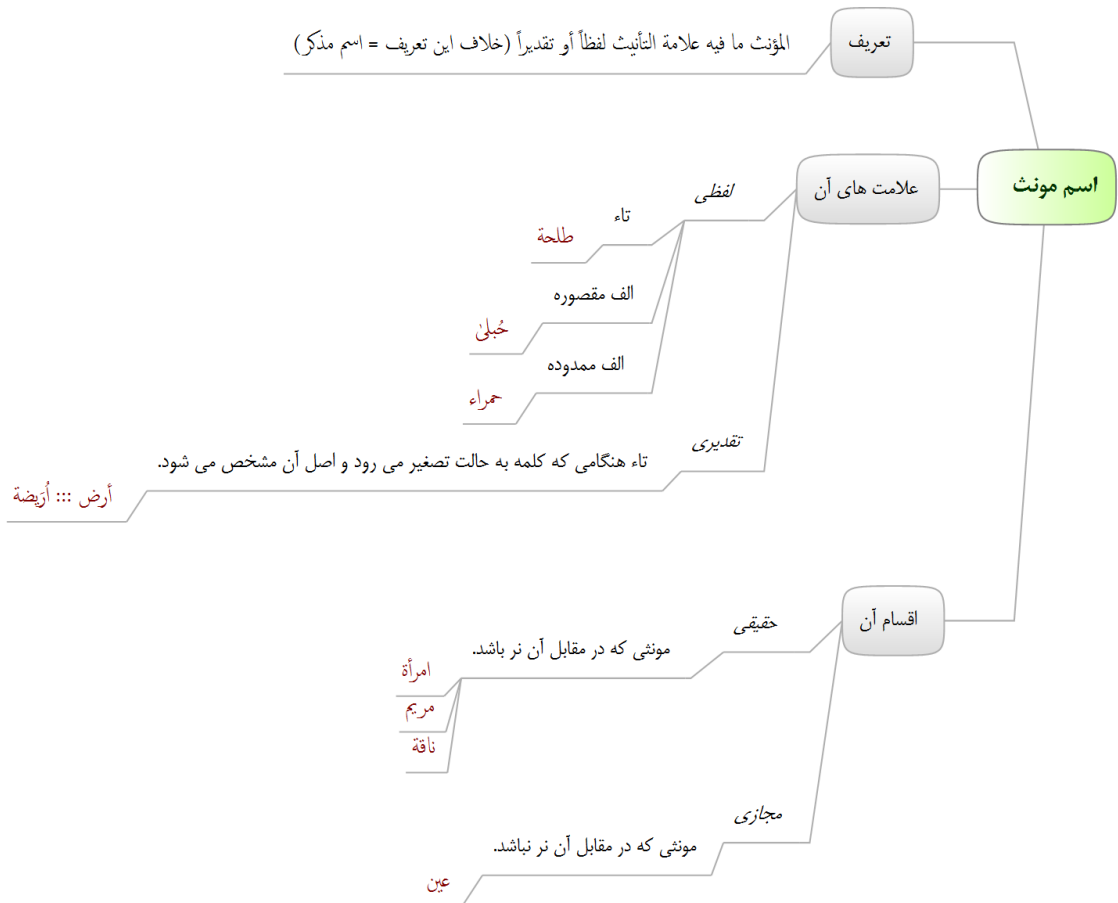 اسم مونث
تعریف
المؤنث ما فیه علامة التأنیث لفظاً أو تقدیراً (خلاف این تعریف = اسم مذکر)
علامت های آن
لفظی
تاء
طلحة
الف مقصوره
حُبلیٰ
الف ممدوده
حمراء
تقدیری
تاء هنگامی که کلمه به حالت تصغیر می رود و اصل آن مشخص می شود.
أرض ::: اُرَیضة
اقسام آن
حقیقی
مونثی که در مقابل آن نر باشد.
امرأة
مریم
ناقة
مجازی
مونثی که در مقابل آن نر نباشد.
عین